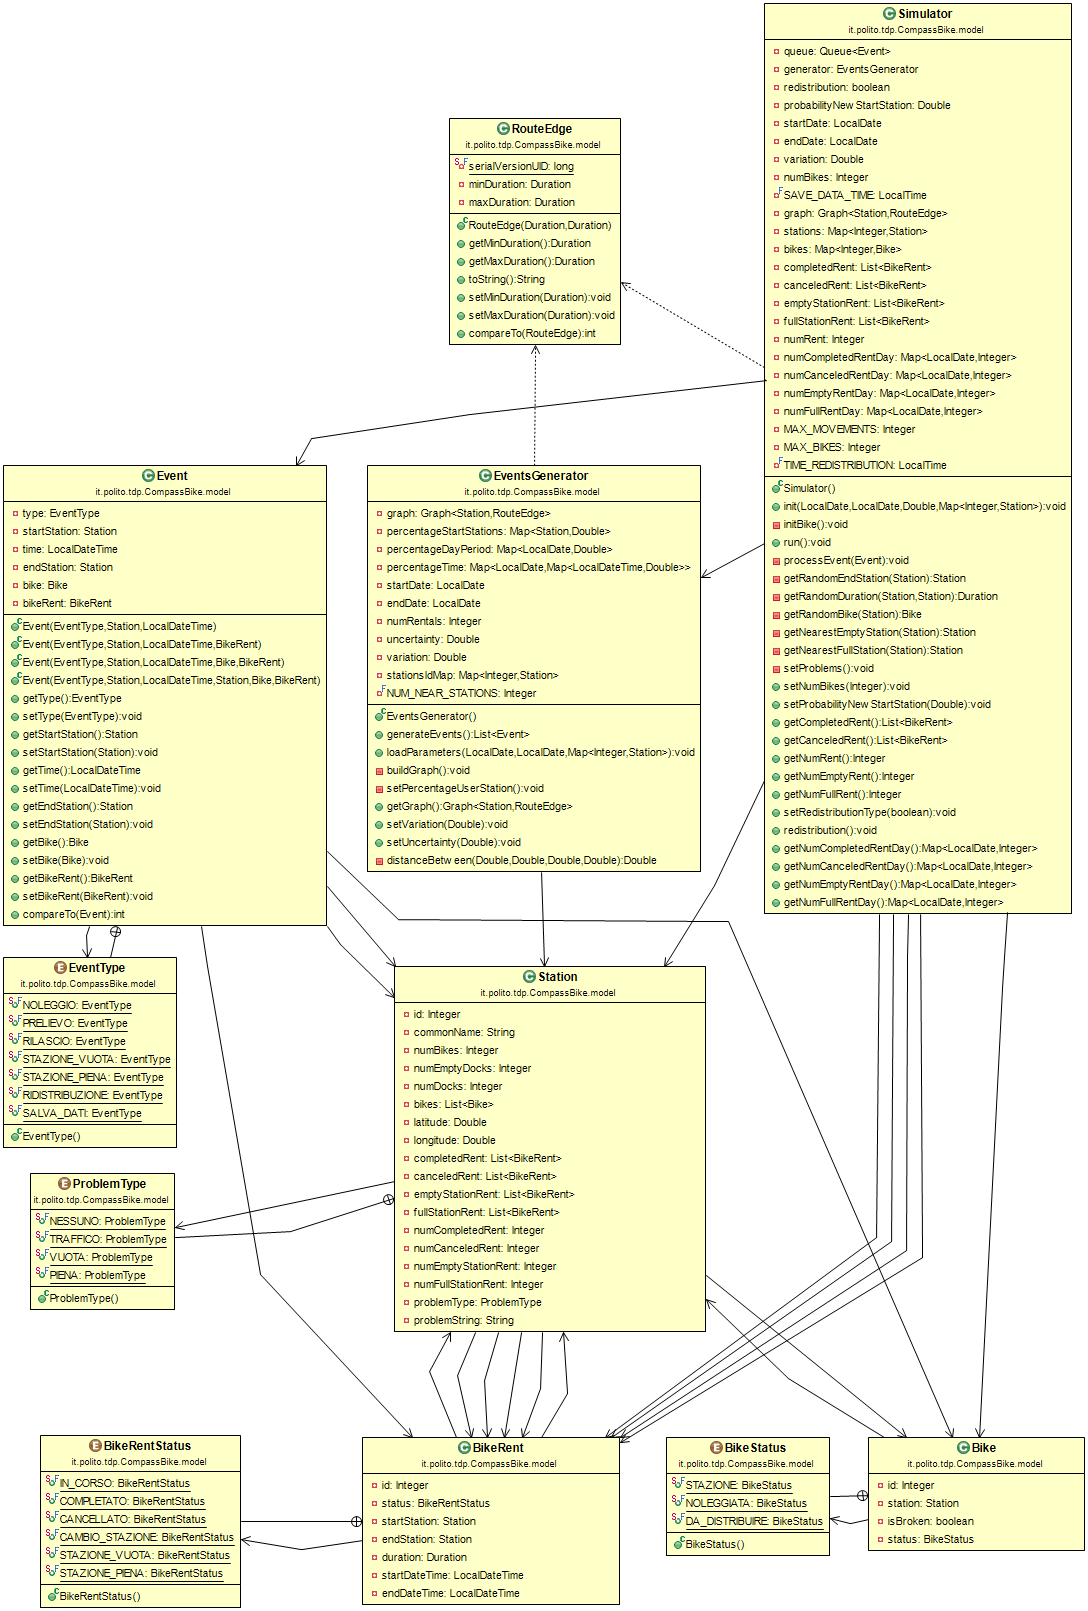 Simulator
it.polito.tdp.CompassBike.model
queue: Queue<Event>
generator: EventsGenerator
redistribution: boolean
probabilityNewStartStation: Double
startDate: LocalDate
endDate: LocalDate
variation: Double
numBikes: Integer
SAVE_DATA_TIME: LocalTime
graph: Graph<Station,RouteEdge>
stations: Map<Integer,Station>
bikes: Map<Integer,Bike>
completedRent: List<BikeRent>
canceledRent: List<BikeRent>
emptyStationRent: List<BikeRent>
fullStationRent: List<BikeRent>
numRent: Integer
numCompletedRentDay: Map<LocalDate,Integer>
numCanceledRentDay: Map<LocalDate,Integer>
numEmptyRentDay: Map<LocalDate,Integer>
numFullRentDay: Map<LocalDate,Integer>
MAX_MOVEMENTS: Integer
MAX_BIKES: Integer
TIME_REDISTRIBUTION: LocalTime
Simulator()
init(LocalDate,LocalDate,Double,Map<Integer,Station>):void
initBike():void
run():void
processEvent(Event):void
getRandomEndStation(Station):Station
getRandomDuration(Station,Station):Duration
getRandomBike(Station):Bike
getNearestEmptyStation(Station):Station
getNearestFullStation(Station):Station
setProblems():void
setNumBikes(Integer):void
setProbabilityNewStartStation(Double):void
getCompletedRent():List<BikeRent>
getCanceledRent():List<BikeRent>
getNumRent():Integer
getNumEmptyRent():Integer
getNumFullRent():Integer
setRedistributionType(boolean):void
redistribution():void
getNumCompletedRentDay():Map<LocalDate,Integer>
getNumCanceledRentDay():Map<LocalDate,Integer>
getNumEmptyRentDay():Map<LocalDate,Integer>
getNumFullRentDay():Map<LocalDate,Integer>
RouteEdge
it.polito.tdp.CompassBike.model
serialVersionUID: long
minDuration: Duration
maxDuration: Duration
RouteEdge(Duration,Duration)
getMinDuration():Duration
getMaxDuration():Duration
toString():String
setMinDuration(Duration):void
setMaxDuration(Duration):void
compareTo(RouteEdge):int
Event
it.polito.tdp.CompassBike.model
type: EventType
startStation: Station
time: LocalDateTime
endStation: Station
bike: Bike
bikeRent: BikeRent
Event(EventType,Station,LocalDateTime)
Event(EventType,Station,LocalDateTime,BikeRent)
Event(EventType,Station,LocalDateTime,Bike,BikeRent)
Event(EventType,Station,LocalDateTime,Station,Bike,BikeRent)
getType():EventType
setType(EventType):void
getStartStation():Station
setStartStation(Station):void
getTime():LocalDateTime
setTime(LocalDateTime):void
getEndStation():Station
setEndStation(Station):void
getBike():Bike
setBike(Bike):void
getBikeRent():BikeRent
setBikeRent(BikeRent):void
compareTo(Event):int
EventsGenerator
it.polito.tdp.CompassBike.model
graph: Graph<Station,RouteEdge>
percentageStartStations: Map<Station,Double>
percentageDayPeriod: Map<LocalDate,Double>
percentageTime: Map<LocalDate,Map<LocalDateTime,Double>>
startDate: LocalDate
endDate: LocalDate
numRentals: Integer
uncertainty: Double
variation: Double
stationsIdMap: Map<Integer,Station>
NUM_NEAR_STATIONS: Integer
EventsGenerator()
generateEvents():List<Event>
loadParameters(LocalDate,LocalDate,Map<Integer,Station>):void
buildGraph():void
setPercentageUserStation():void
getGraph():Graph<Station,RouteEdge>
setVariation(Double):void
setUncertainty(Double):void
distanceBetween(Double,Double,Double,Double):Double
EventType
it.polito.tdp.CompassBike.model
NOLEGGIO: EventType
PRELIEVO: EventType
RILASCIO: EventType
STAZIONE_VUOTA: EventType
STAZIONE_PIENA: EventType
RIDISTRIBUZIONE: EventType
SALVA_DATI: EventType
EventType()
Station
it.polito.tdp.CompassBike.model
id: Integer
commonName: String
numBikes: Integer
numEmptyDocks: Integer
numDocks: Integer
bikes: List<Bike>
latitude: Double
longitude: Double
completedRent: List<BikeRent>
canceledRent: List<BikeRent>
emptyStationRent: List<BikeRent>
fullStationRent: List<BikeRent>
numCompletedRent: Integer
numCanceledRent: Integer
numEmptyStationRent: Integer
numFullStationRent: Integer
problemType: ProblemType
problemString: String
ProblemType
it.polito.tdp.CompassBike.model
NESSUNO: ProblemType
TRAFFICO: ProblemType
VUOTA: ProblemType
PIENA: ProblemType
ProblemType()
BikeRentStatus
it.polito.tdp.CompassBike.model
IN_CORSO: BikeRentStatus
COMPLETATO: BikeRentStatus
CANCELLATO: BikeRentStatus
CAMBIO_STAZIONE: BikeRentStatus
STAZIONE_VUOTA: BikeRentStatus
STAZIONE_PIENA: BikeRentStatus
BikeRentStatus()
BikeRent
it.polito.tdp.CompassBike.model
id: Integer
status: BikeRentStatus
startStation: Station
endStation: Station
duration: Duration
startDateTime: LocalDateTime
endDateTime: LocalDateTime
BikeStatus
it.polito.tdp.CompassBike.model
STAZIONE: BikeStatus
NOLEGGIATA: BikeStatus
DA_DISTRIBUIRE: BikeStatus
BikeStatus()
Bike
it.polito.tdp.CompassBike.model
id: Integer
station: Station
isBroken: boolean
status: BikeStatus